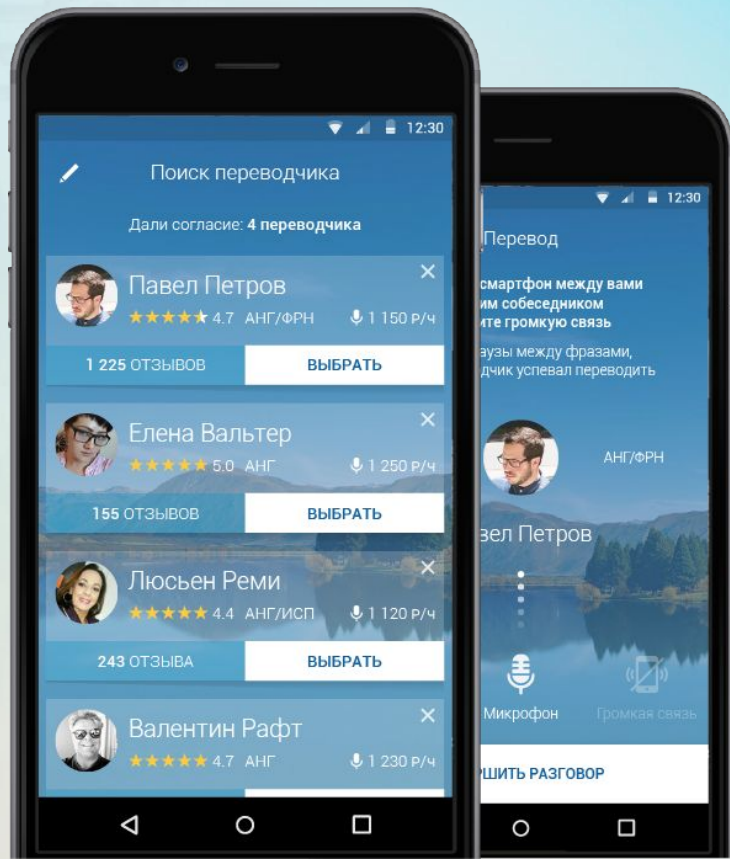 12:30
Поиск переводчика
Дали согласие: 4 переводчика
Павел Петров
4.7 АНГ/ФРН 1 150 Р/Ч
1 225 ОТЗЫВОВ ВЫБРАТЬ
Елена Вальтер
5.0 АНГ 1 250 Р/Ч
155 ОТЗЫВОВ ВЫБРАТЬ
Люсьен Реми
4.4 АНГ/ИСП 1 120 Р/Ч
243 ОТЗЫВА ВЫБРАТЬ
Валентин Рафт
4.7 АНГ 1 230 Р/Ч
12:30
Перевод
смартфон между вами
им собеседником
ите громкую связь
аузы между фразами,
дчик успевал переводить
АНГ/ФРН
вел Петров
Микрофон Громкая связь
РШИТЬ РАЗГОВОР